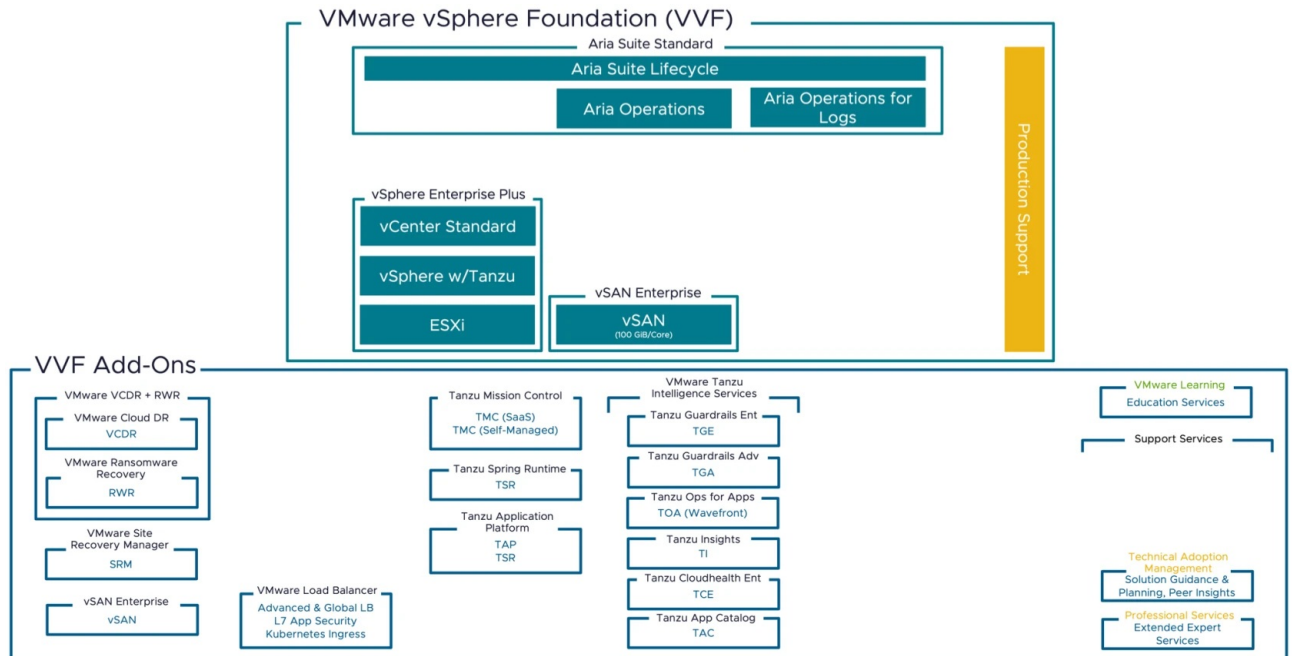 VMware vSphere Foundation (VVF)
Aria Suite Standard
Aria Suite Lifecycle
Aria Operations
Aria Operations for
Logs
Production Support
vSphere Enterprise Plus
vCenter Standard
vSphere w/Tanzu
ESXi
vSAN Enterprise
vSAN
(100 GiB/Core)
VVF Add-Ons
VMware VCDR + RWR
VMware Cloud DR
VCDR
VMware Ransomware
Recovery
RWR
VMware Site
Recovery Manager
SRM
vSAN Enterprise
vSAN
VMware Load Balancer
Advanced & Global LB
L7 App Security
Kubernetes Ingress
Tanzu Mission Control
TMC (SaaS)
TMC (Self-Managed)
Tanzu Spring Runtime
TSR
Tanzu Application
Platform
TAP
TSR
VMware Tanzu
Intelligence Services
Tanzu Guardrails Ent
TGE
Tanzu Guardrails Adv
TGA
Tanzu Ops for Apps
TOA (Wavefront)
Tanzu Insights
TI
Tanzu Cloudhealth Ent
TCE
Tanzu App Catalog
TAC
VMware Learning
Education Services
Support Services
Technical Adoption
Management
Solution Guidance &
Planning, Peer Insights
Professional Services
Extended Expert
Services